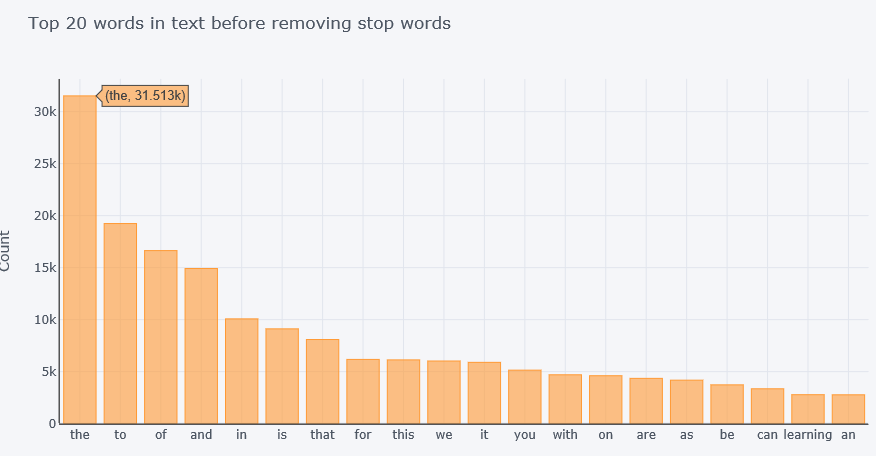 Top 20 words in text before removing stop words
(the, 31.513k)
30k
25k
20k
15k
10k
5k
0
Count
the to of and in is that for this we it you with on are as be can learning an